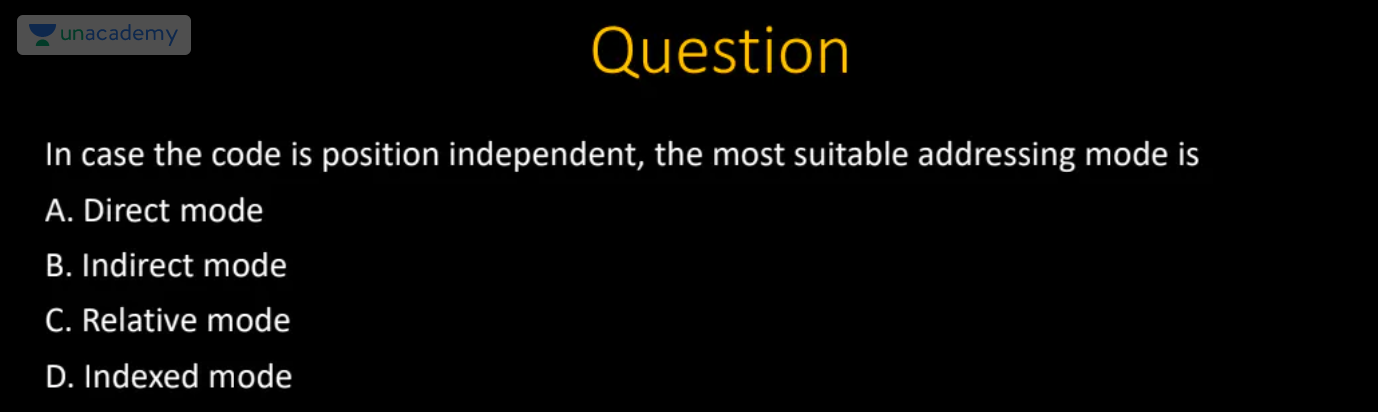 unacademy
Question
In case the code is position independent, the most suitable addressing mode is
A. Direct mode
B. Indirect mode
C. Relative mode
D. Indexed mode